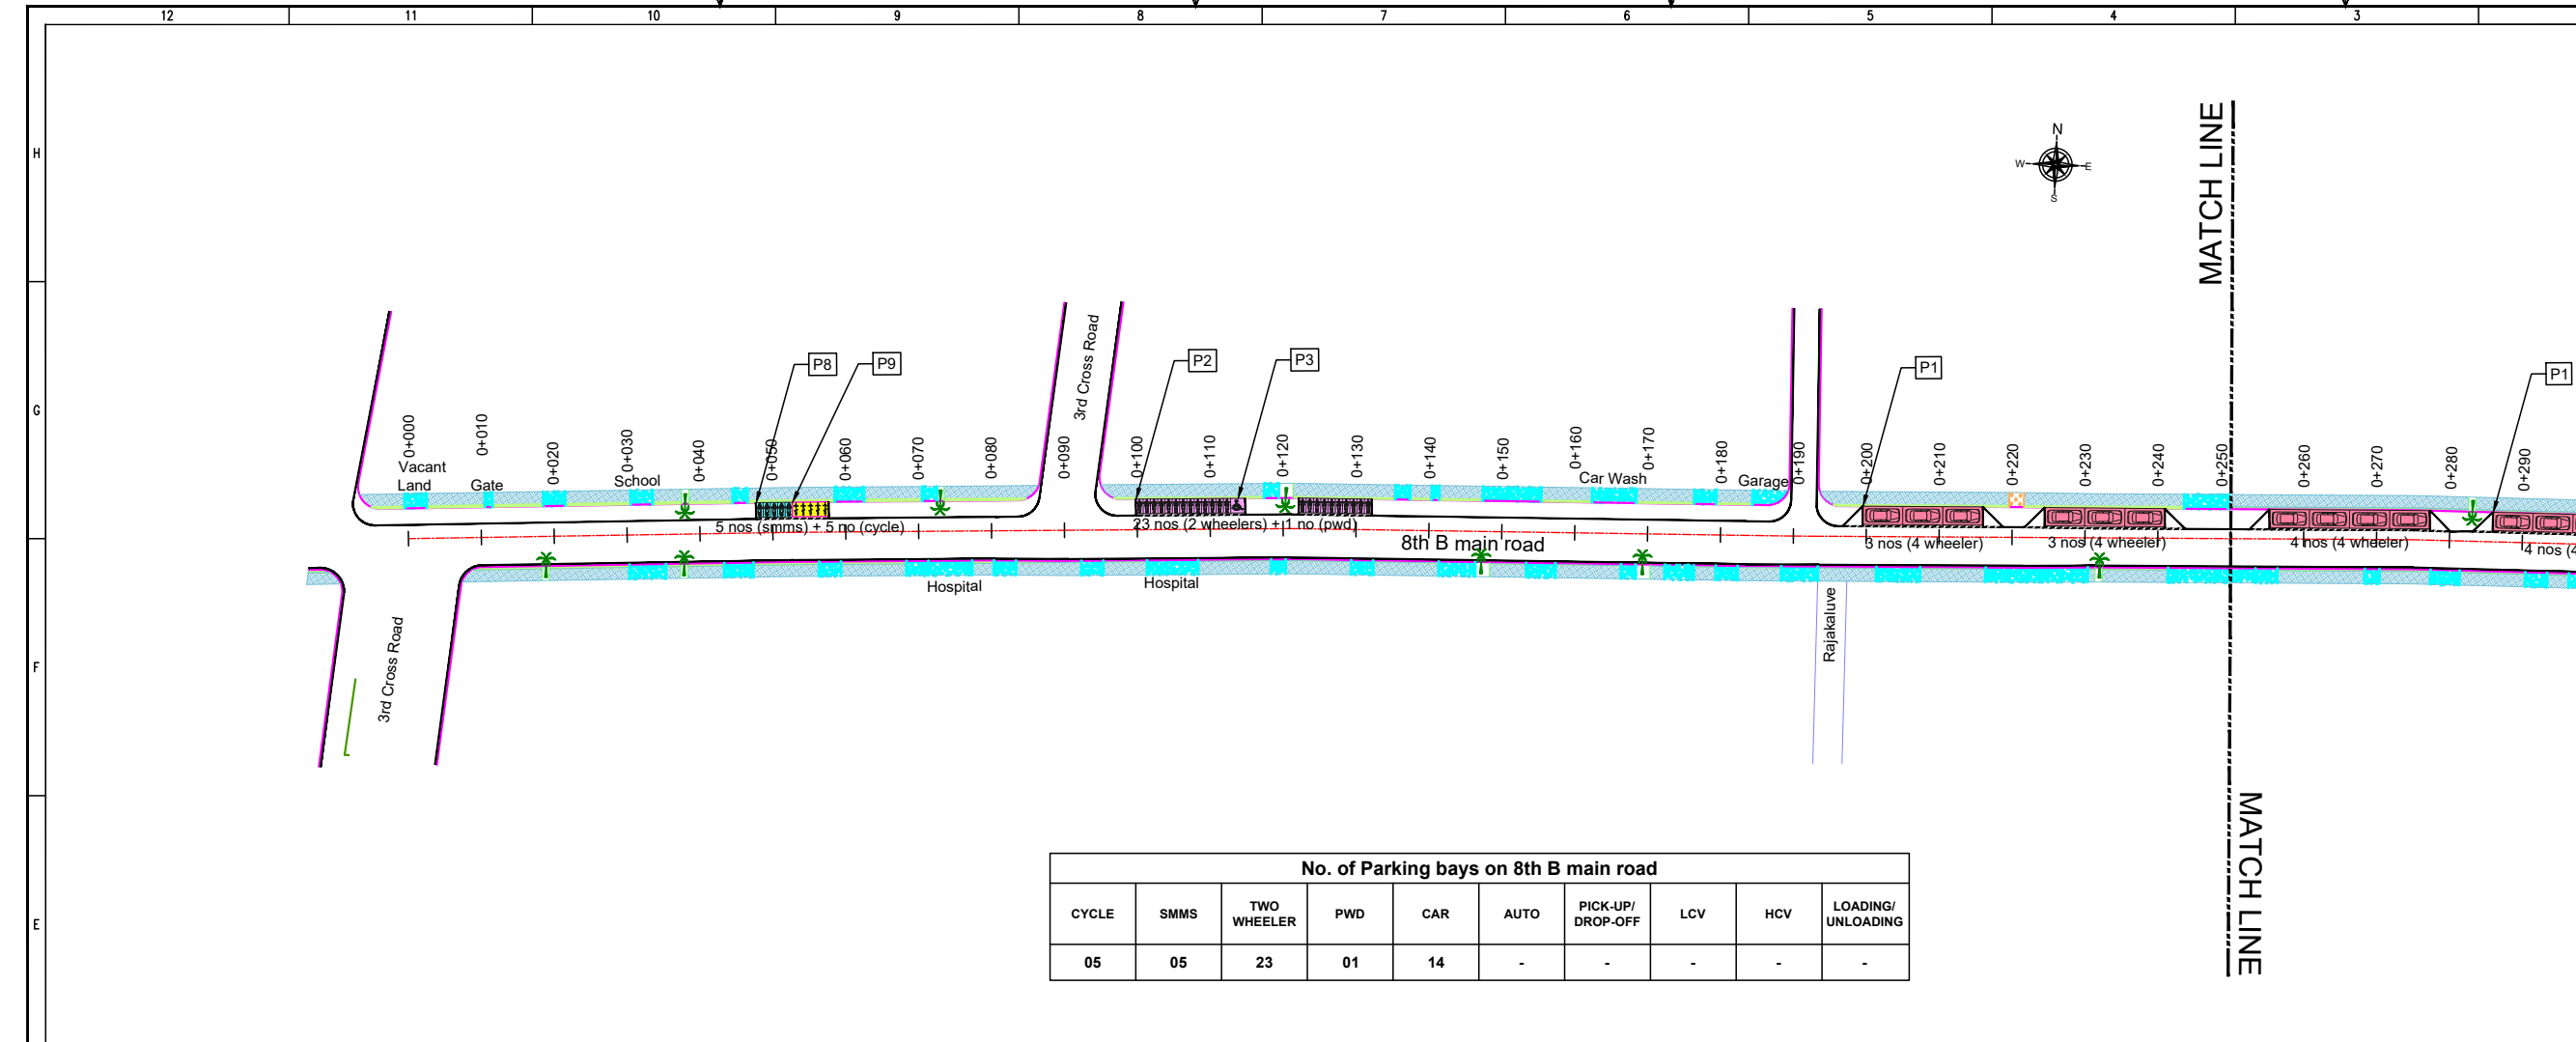 12
11
10
9
8
7
6
5
4
3
H
G
F
E
N
W
E
S
MATCH LINE
P8
P9
P2
P3
P1
P1
3rd Cross Road
0+000
0+010
0+020
0+030
0+040
0+050
0+060
0+070
0+080
0+090
0+100
0+110
0+120
0+130
0+140
0+150
0+160
0+170
0+180
0+190
0+200
0+210
0+220
0+230
0+240
0+250
0+260
0+270
0+280
0+290
Vacant
Land
Gate
School
Car Wash
Garage
5 nos (smms) + 5 no (cycle)
23 nos (2 wheelers) + 1 no (pwd)
8th B main road
3 nos (4 wheeler)
3 nos (4 wheeler)
4 nos (4 wheeler)
4 nos (4
Hospital
Hospital
3rd Cross Road
Rajakaluve
MATCH LINE
No. of Parking bays on 8th B main road
CYCLE SMMS TWO WHEELER PWD CAR AUTO PICK-UP/ DROP-OFF LCV HCV LOADING/ UNLOADING
05 05 23 01 14 - - - - -